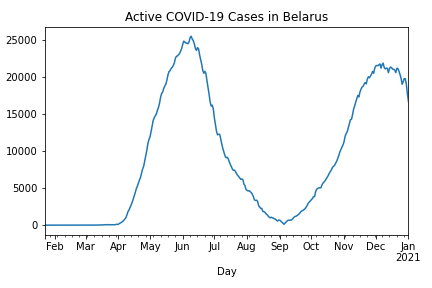 Active COVID-19 Cases in Belarus
25000
20000
15000
10000
5000
0
Feb Mar Apr May Jun Jul Aug Sep Oct Nov Dec Jan
2021
Day